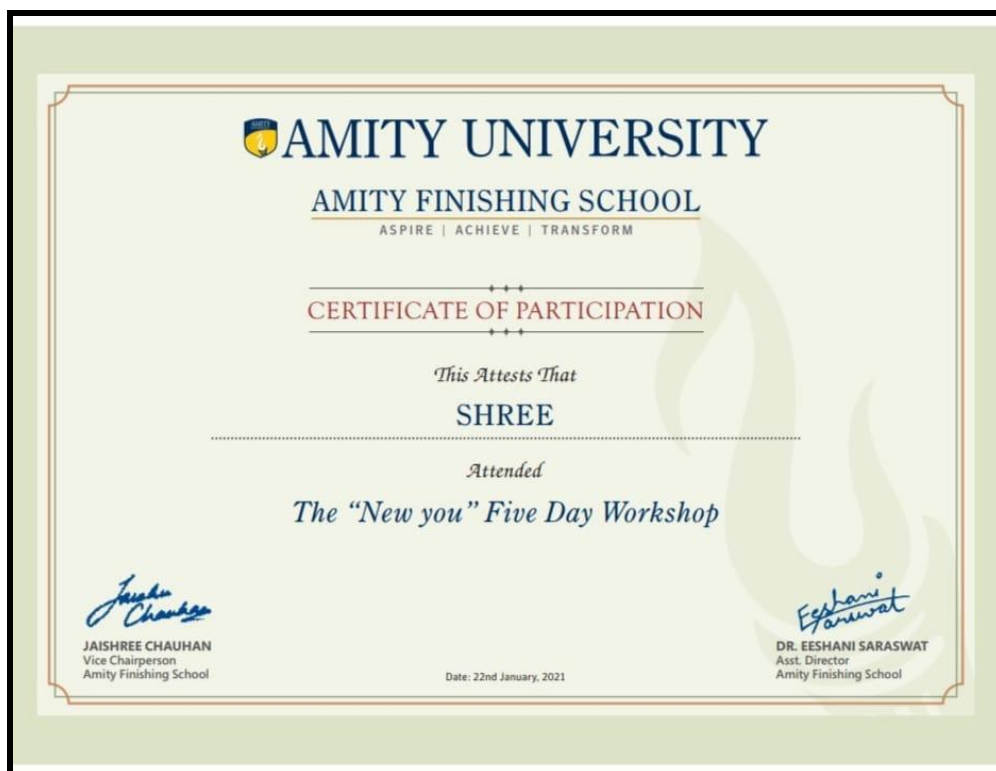 AMITY UNIVERSITY
AMITY FINISHING SCHOOL
ASPIRE | ACHIEVE | TRANSFORM
CERTIFICATE OF PARTICIPATION
This Attests That
SHREE
Attended
The “New you” Five Day Workshop
Jaishree
Chauhan
JAISHREE CHAUHAN
Vice Chairperson
Amity Finishing School
Date: 22nd January, 2021
Eeshani
Saraswat
DR. EESHANI SARASWAT
Asst. Director
Amity Finishing School